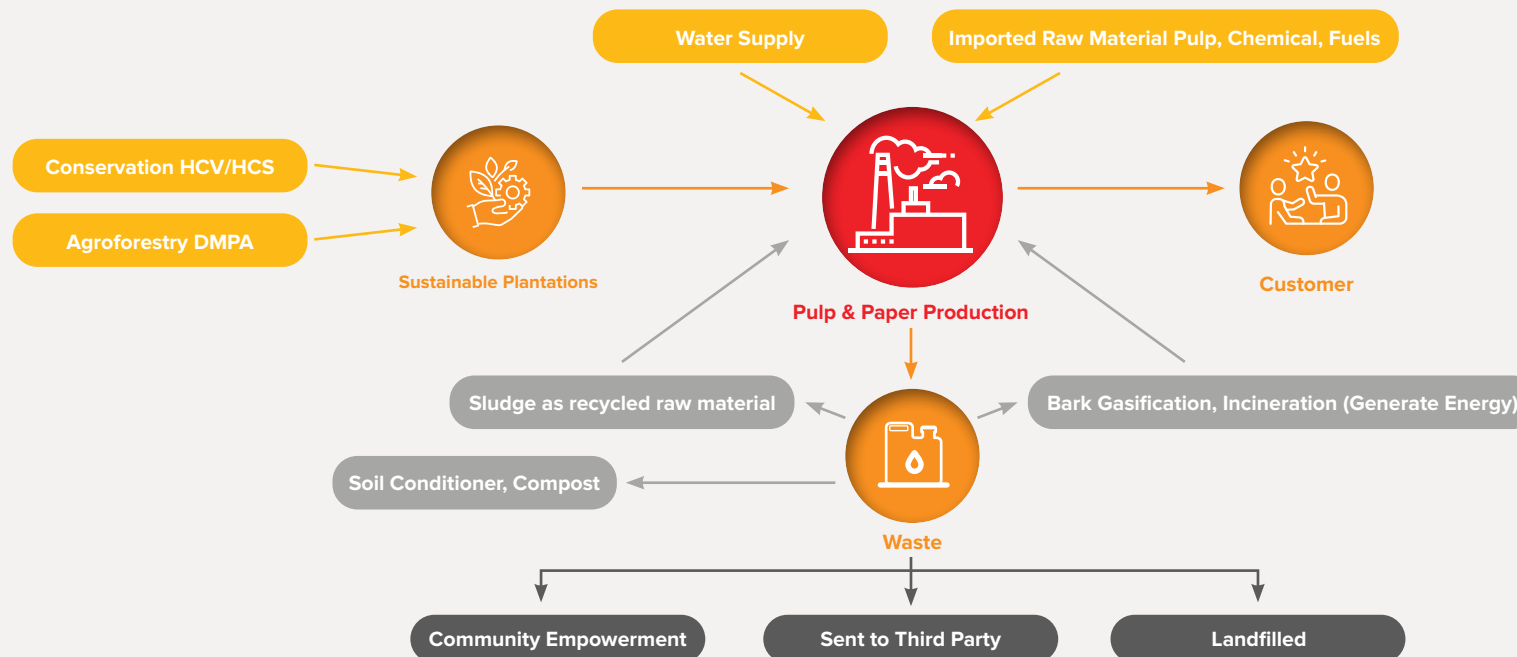 Water Supply
Imported Raw Material Pulp, Chemical, Fuels
Conservation HCV/HCS
Agroforestry DMPA
Sustainable Plantations
Customer
Pulp & Paper Production
Sludge as recycled raw material
Bark Gasification, Incineration (Generate Energy)
Soil Conditioner, Compost
Waste
Community Empowerment
Sent to Third Party
Landfilled